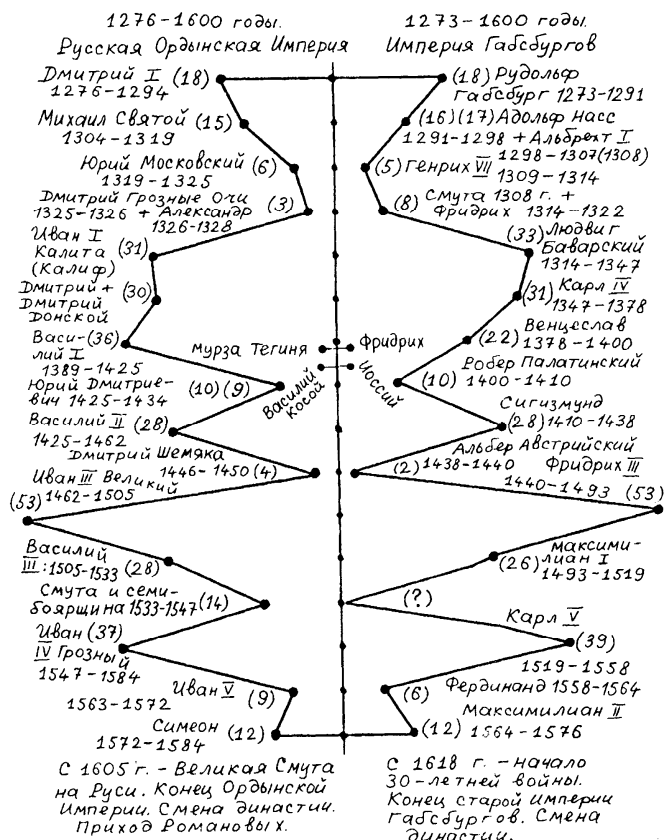 1276-1600 годы.
Русская Ордынская Империя
Дмитрий I (18)
1276-1294
Михаил Святой (15)
1304-1319
Юрий Московский (6)
1319-1325
Дмитрий Грозные Очи
1325-1326 + Александр (3)
1326-1328
Иван I
Калита (31)
(Калиф)
Дмитрий + (30)
Дмитрий
Донской
Васи- (36)
лий I
1389-1425
Мурза Тегиня
Юрий Дмитрие- (10) (9)
вич 1425-1434
Василий
Косой
Василий II (28)
1425-1462
Дмитрий Шемяка
1446-1450 (4)
Иван III Великий
(53) 1462-1505
Василий
III: 1505-1533 (28)
Смута и семи-
боярщина 1533-1547 (14)
Иван (37)
IV Грозный
1547-1584
Иван V (9)
1563-1572
Симеон (12)
1572-1584
С 1605 г. - Великая Смута
на Руси. Конец Ордынской
Империи. Смена династии.
Приход Романовых.
1273-1600 годы.
Империя Габсбургов
(18) Рудольф
Габсбург 1273-1291
(16)(17) Адольф Насс
1291-1298 + Альбрехт I
1298-1307(1308)
(5) Генрих VII
1309-1314
Смута 1308 г. +
(8) Фридрих 1314-1322
(33) Людвиг
Баварский
1314-1347
(31) Карл IV
1347-1378
Венцеслав
(22) 1378-1400
Фридрих
Иоссий
Робер Палатинский
(10) 1400-1410
Сигизмунд
(28) 1410-1438
Альбер Австрийский
(2) 1438-1440
Фридрих III
1440-1493 (53)
Максими-
лиан I
(26) 1493-1519
(?)
Карл V
(39)
1519-1558
(6) Фердинанд 1558-1564
Максимилиан II
(12) 1564-1576
С 1618 г. - начало
30-летней войны.
Конец старой Империи
Габсбургов. Смена
династии.